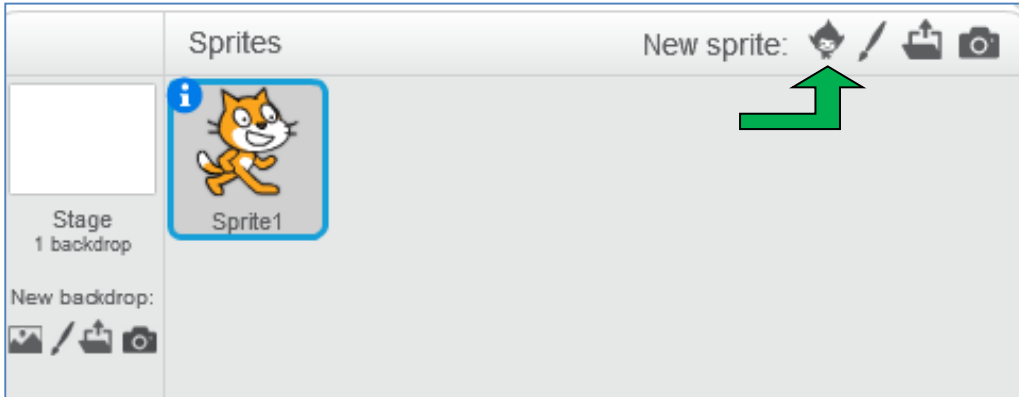 Sprites
New sprite:
i
Sprite1
Stage
1 backdrop
New backdrop: